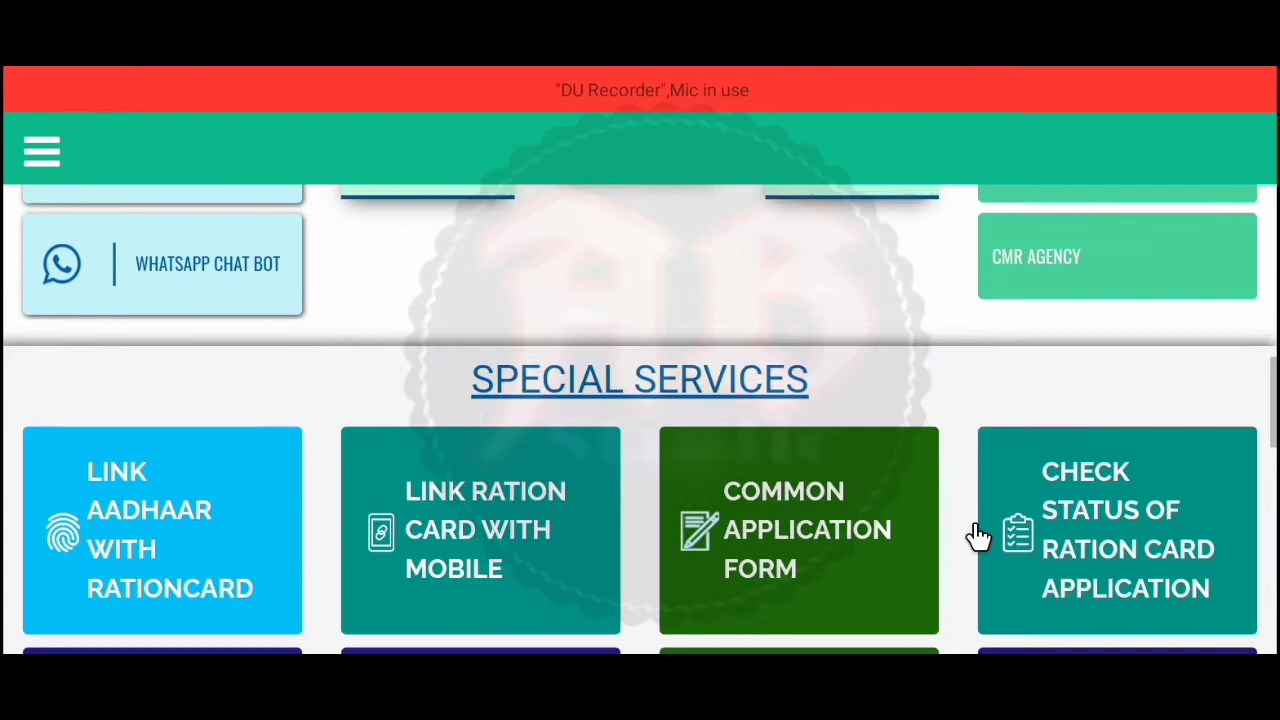 "DU Recorder",Mic in use
WHATSAPP CHAT BOT
CMR AGENCY
SPECIAL SERVICES
LINK
AADHAAR
WITH
RATIONCARD
LINK RATION
CARD WITH
MOBILE
COMMON
APPLICATION
FORM
CHECK
STATUS OF
RATION CARD
APPLICATION
AB